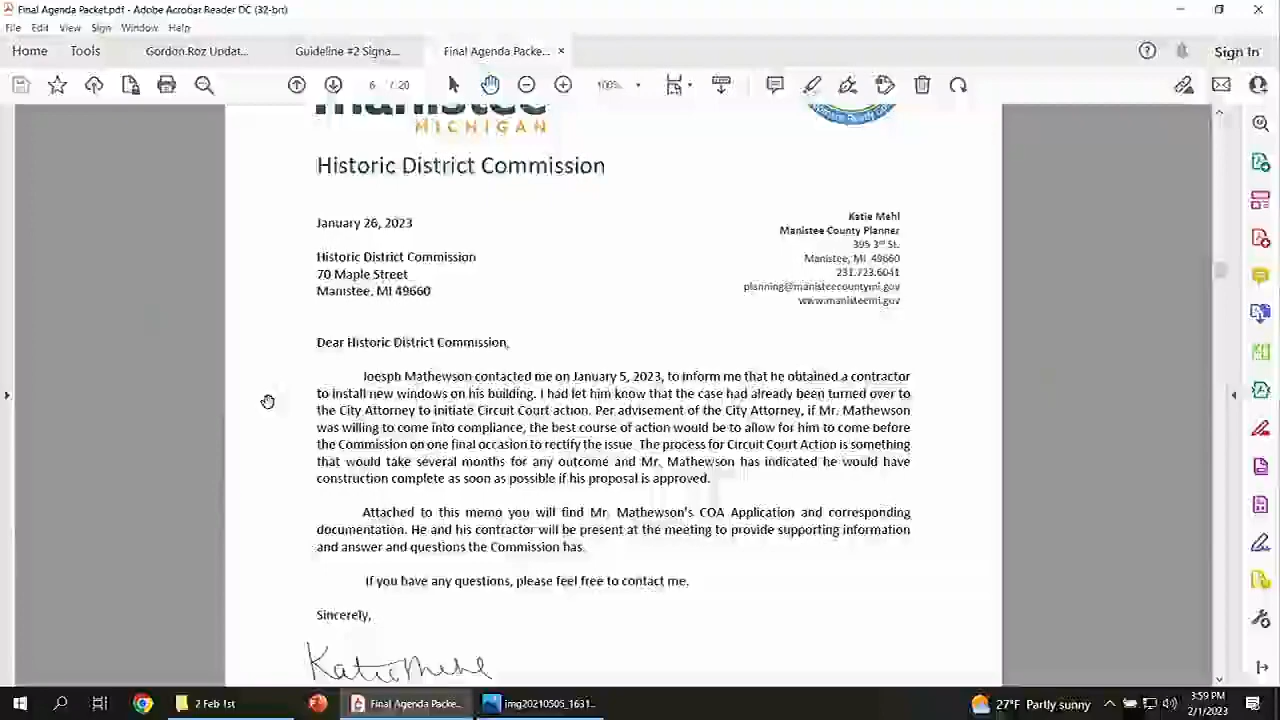 Final Agenda Packet.pdf - Adobe Acrobat Reader DC (32-bit)
File Edit View Sign Window Help
Home Tools Gordon.Roz Updat... Guideline #2 Signa... Final Agenda Packe... × Sign In
6 / 20 100%
manistee
MICHIGAN
Historic District Commission
January 26, 2023
Katie Mehl
Manistee County Planner
395 3rd St.
Manistee, MI 49660
231.723.6041
planning@manisteecountymi.gov
www.manisteemi.gov
Historic District Commission
70 Maple Street
Manistee, MI 49660
Dear Historic District Commission,
Joesph Mathewson contacted me on January 5, 2023, to inform me that he obtained a contractor
to install new windows on his building. I had let him know that the case had already been turned over to
the City Attorney to initiate Circuit Court action. Per advisement of the City Attorney, if Mr. Mathewson
was willing to come into compliance, the best course of action would be to allow for him to come before
the Commission on one final occasion to rectify the issue. The process for Circuit Court Action is something
that would take several months for any outcome and Mr. Mathewson has indicated he would have
construction complete as soon as possible if his proposal is approved.
Attached to this memo you will find Mr. Mathewson's COA Application and corresponding
documentation. He and his contractor will be present at the meeting to provide supporting information
and answer and questions the Commission has.
If you have any questions, please feel free to contact me.
Sincerely,
Katie Mehl
2 Feb 1st Final Agenda Packe... img20210505_1631... 27°F Partly sunny 3:59 PM
2/1/2023